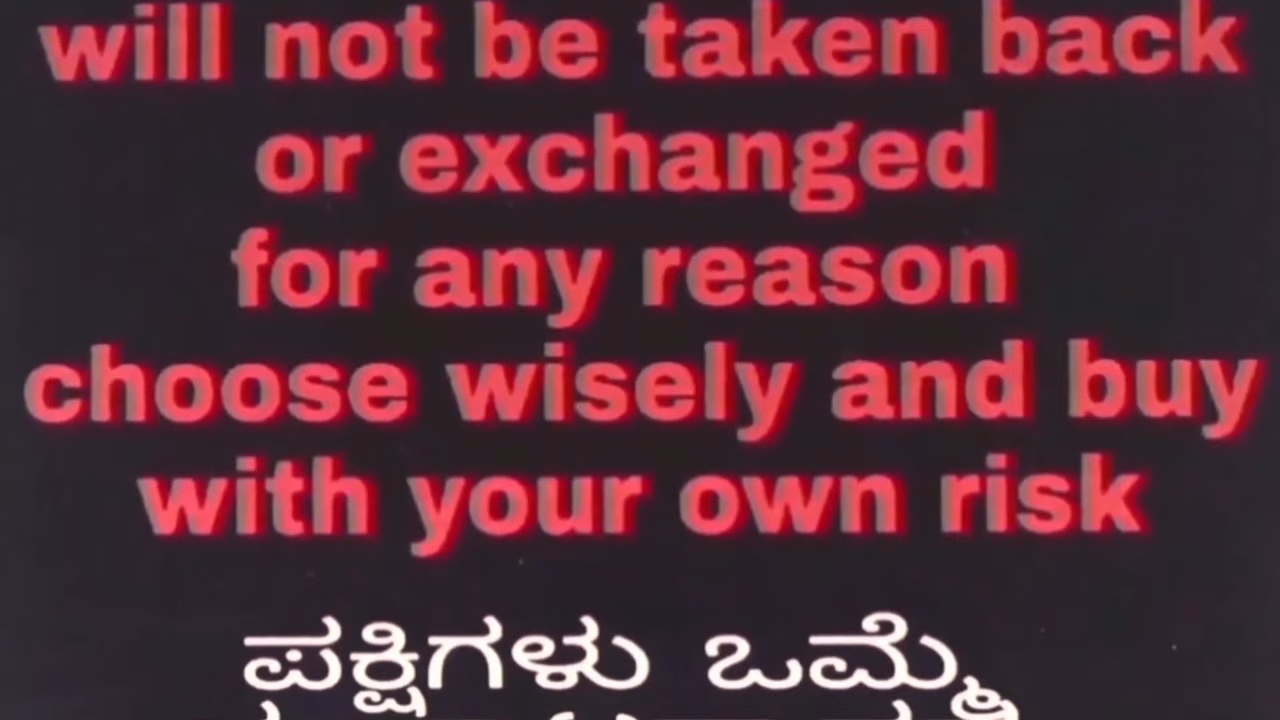 will not be taken back
or exchanged
for any reason
choose wisely and buy
with your own risk
ಪಕ್ಷಿಗಳು ಒಮ್ಮೆ